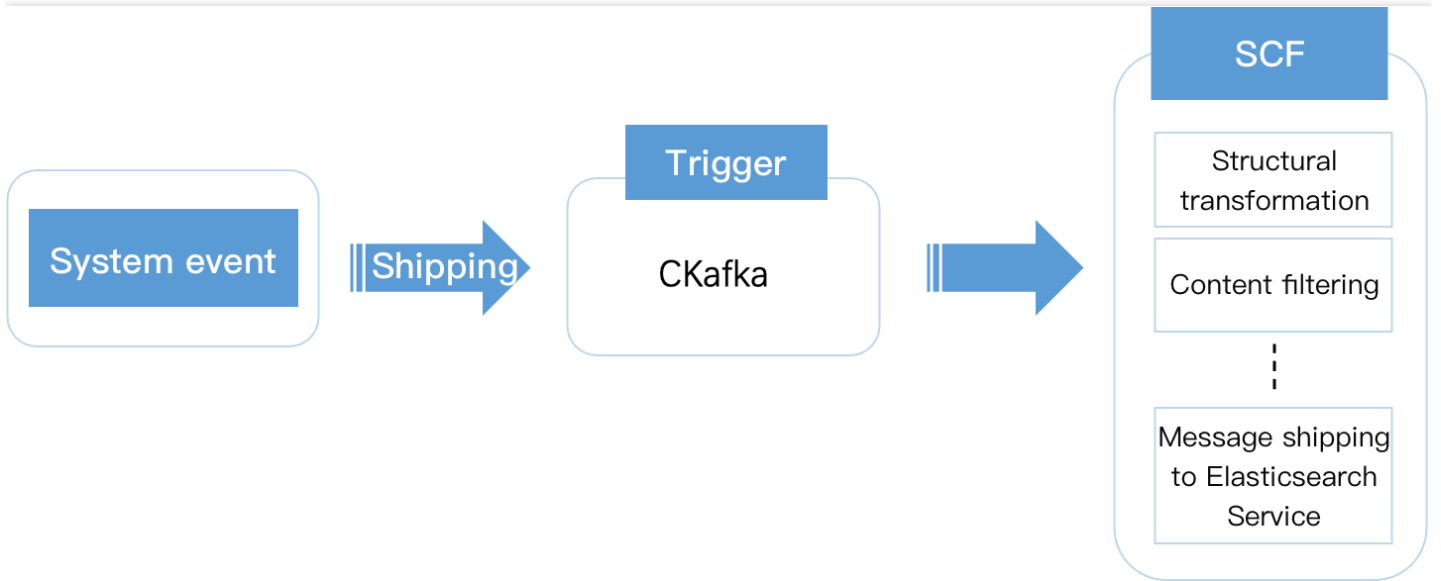 System event
Shipping
Trigger
CKafka
SCF
Structural
transformation
Content filtering
Message shipping
to Elasticsearch
Service